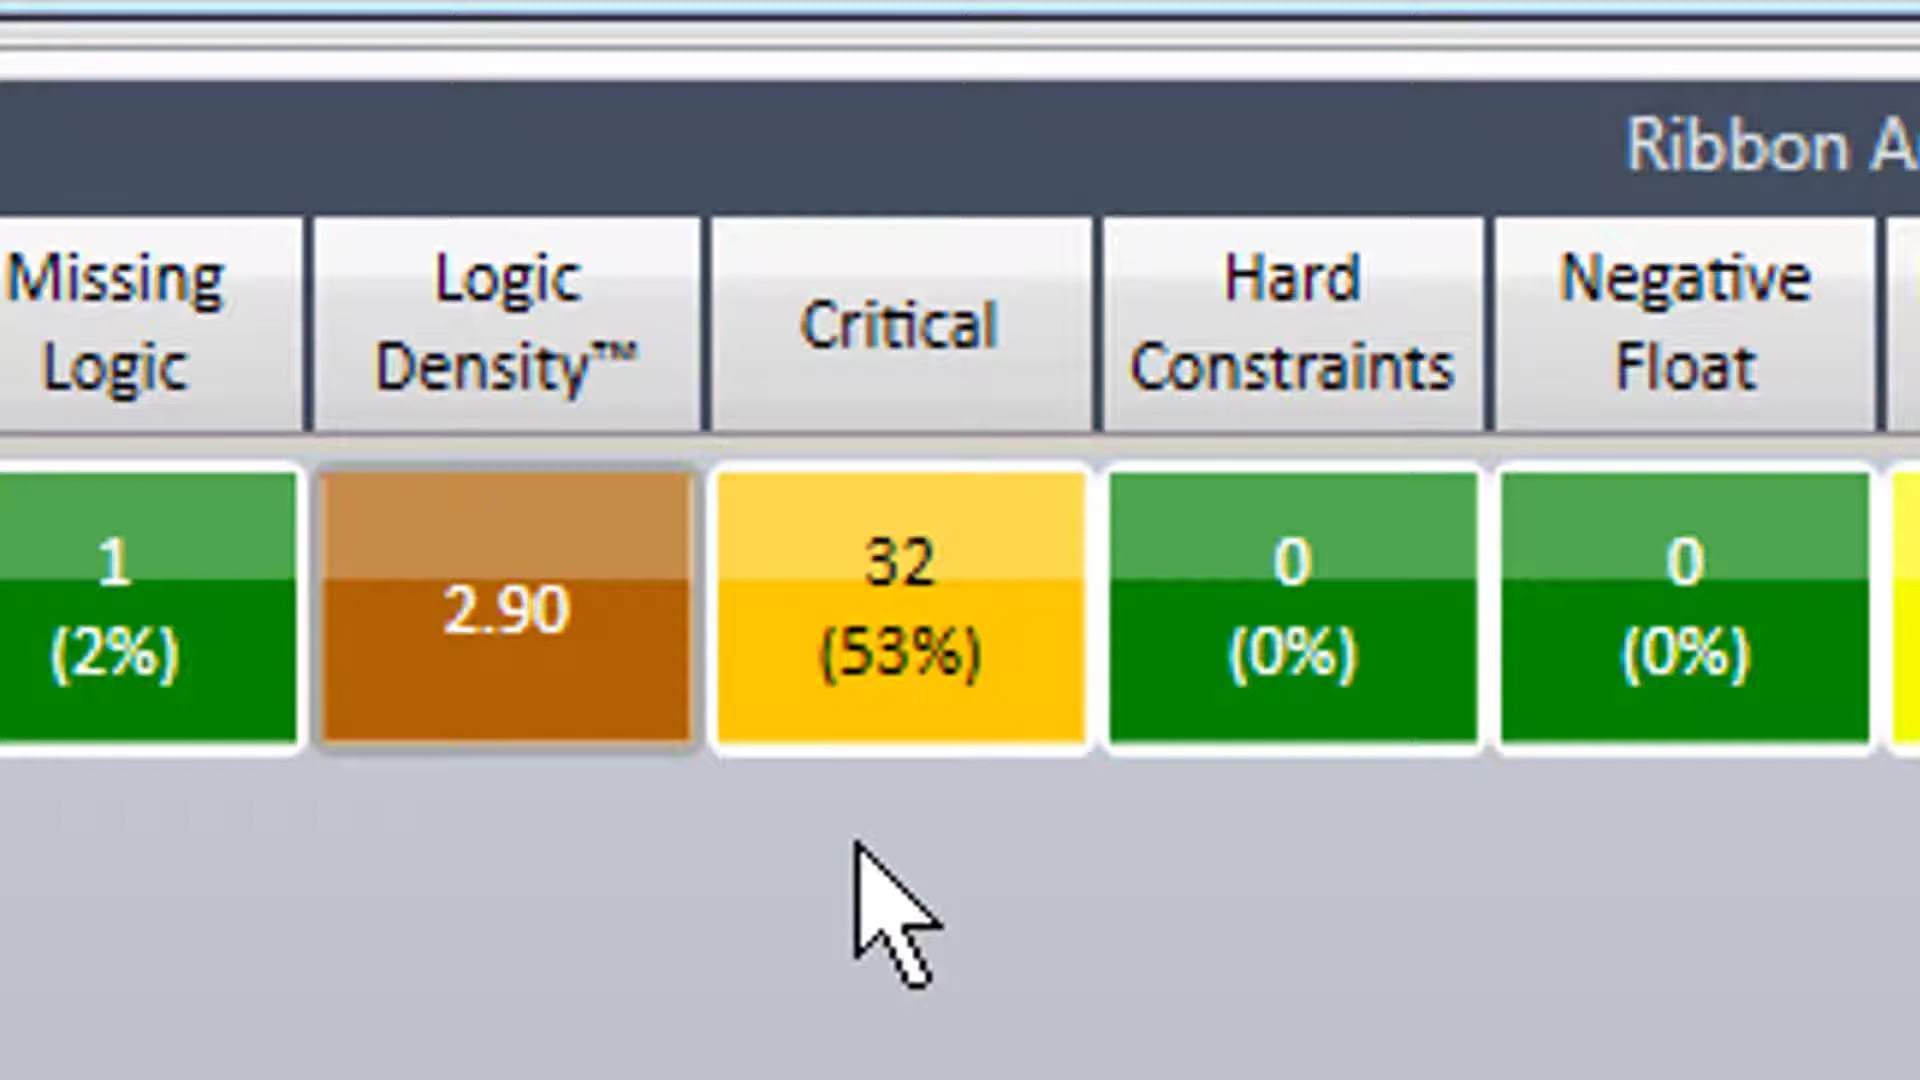 Ribbon
Missing
Logic
Logic
Density™
Critical
Hard
Constraints
Negative
Float
1
(2%)
2.90
32
(53%)
0
(0%)
0
(0%)